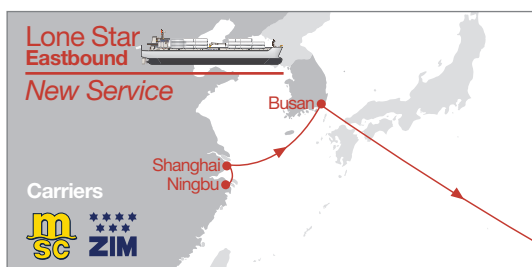 Lone Star
Eastbound
New Service
Busan
Shanghai
Ningbu
Carriers
msc
ZIM